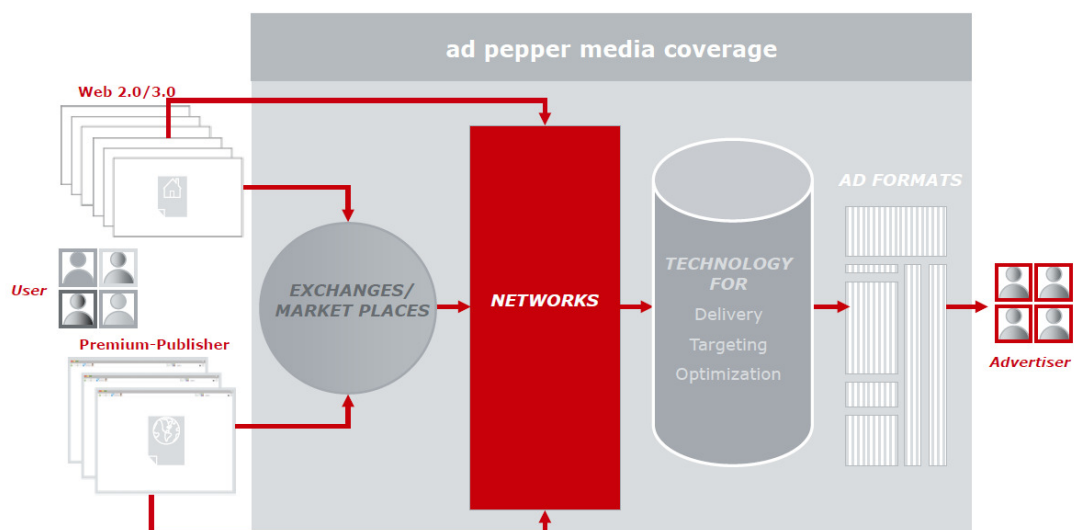 ad pepper media coverage
Web 2.0/3.0
User
Premium-Publisher
EXCHANGES/
MARKET PLACES
NETWORKS
TECHNOLOGY
FOR
Delivery
Targeting
Optimization
AD FORMATS
Advertiser